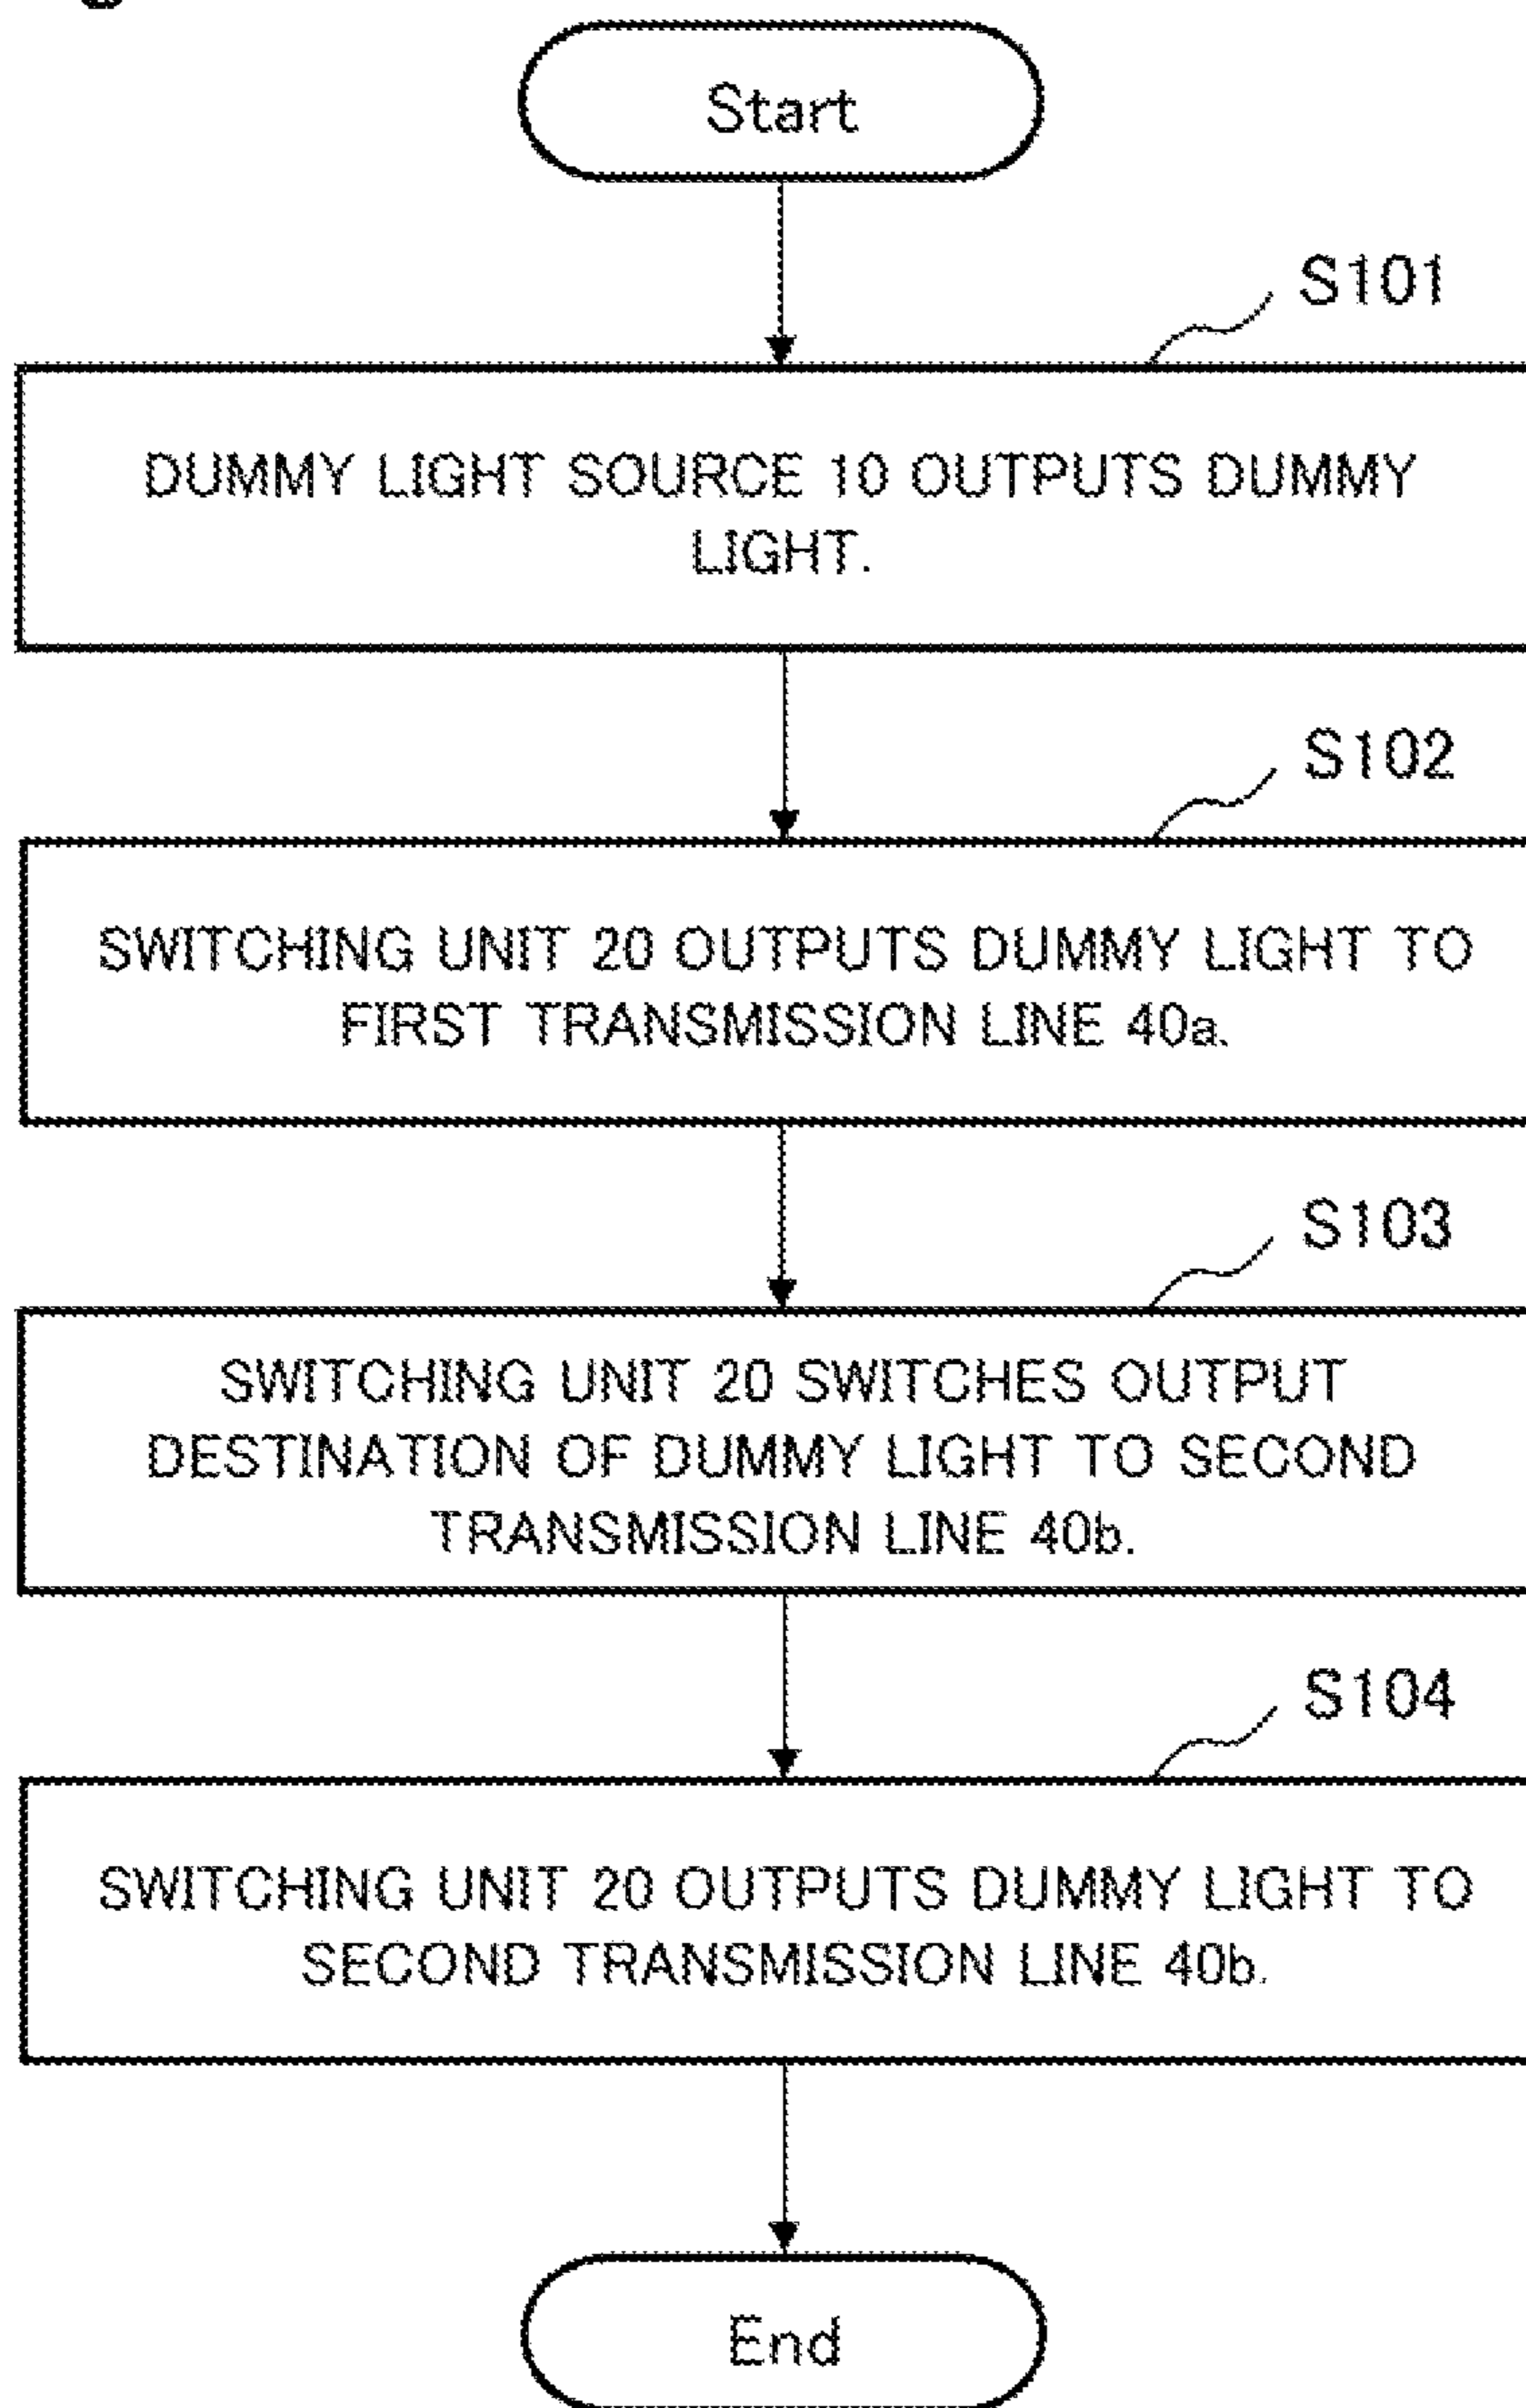 Start
S101
DUMMY LIGHT SOURCE 10 OUTPUTS DUMMY
LIGHT.
S102
SWITCHING UNIT 20 OUTPUTS DUMMY LIGHT TO
FIRST TRANSMISSION LINE 40a.
S103
SWITCHING UNIT 20 SWITCHES OUTPUT
DESTINATION OF DUMMY LIGHT TO SECOND
TRANSMISSION LINE 40b.
S104
SWITCHING UNIT 20 OUTPUTS DUMMY LIGHT TO
SECOND TRANSMISSION LINE 40b.
End